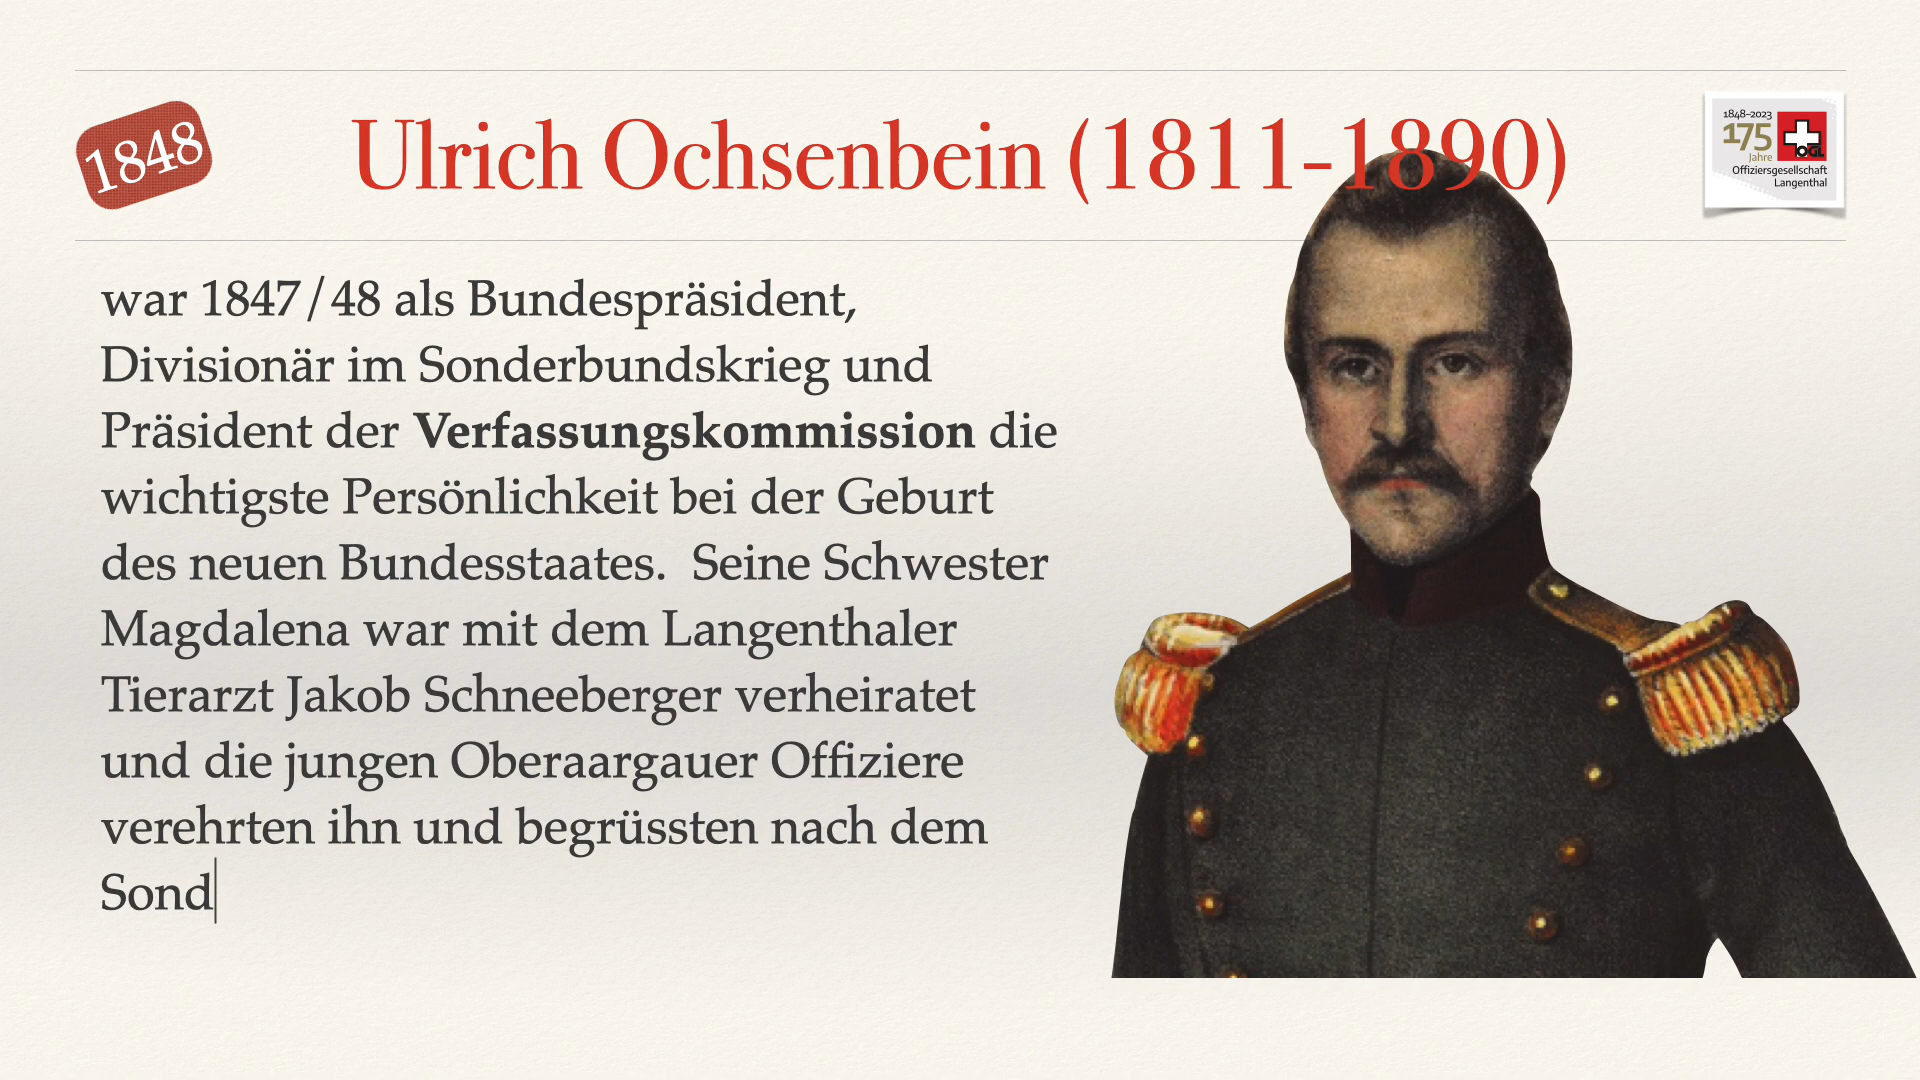 1848
Ulrich Ochsenbein (1811-1890)
1848–2023
175
Jahre
OGL
Offiziersgesellschaft
Langenthal
war 1847/48 als Bundespräsident,
Divisionär im Sonderbundskrieg und
Präsident der Verfassungskommission die
wichtigste Persönlichkeit bei der Geburt
des neuen Bundesstaates.  Seine Schwester
Magdalena war mit dem Langenthaler
Tierarzt Jakob Schneeberger verheiratet
und die jungen Oberaargauer Offiziere
verehrten ihn und begrüssten nach dem
Sond